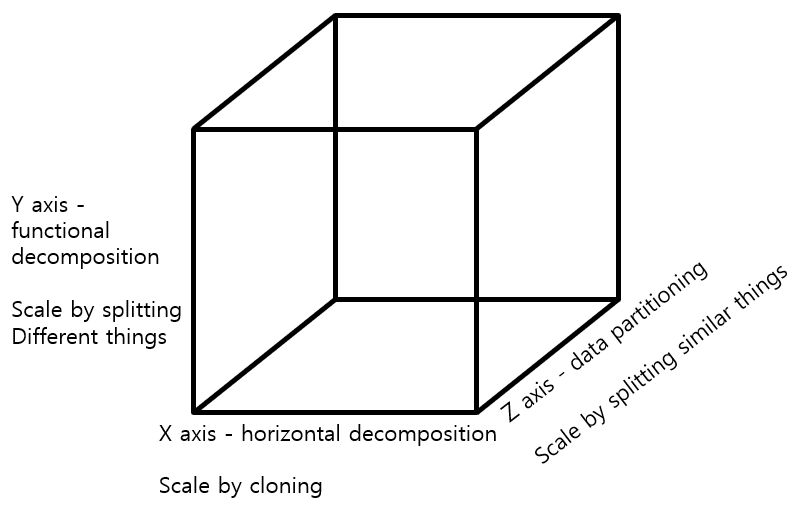 Y axis -
functional
decomposition
Scale by splitting
Different things
X axis - horizontal decomposition
Scale by cloning
Z axis - data partitioning
Scale by splitting similar things